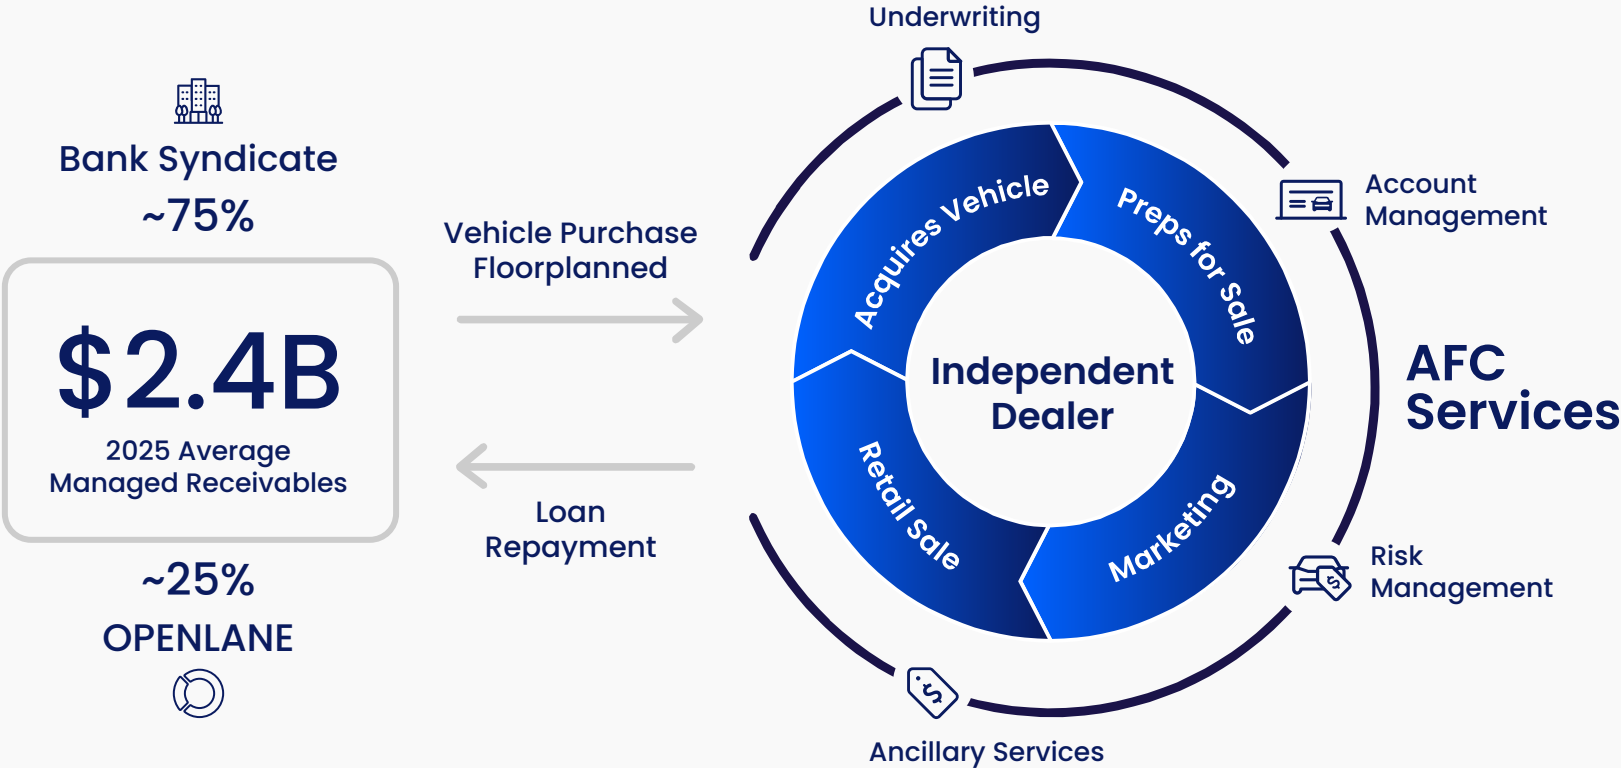 Bank Syndicate
~75%
$2.4B
2025 Average
Managed Receivables
~25%
OPENLANE
Vehicle Purchase
Floorplanned
Loan
Repayment
Underwriting
Acquires Vehicle
Preps for Sale
Marketing
Retail Sale
Independent
Dealer
Account
Management
AFC
Services
Risk
Management
Ancillary Services